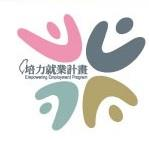 培力就業計畫
Empowering Employment Program